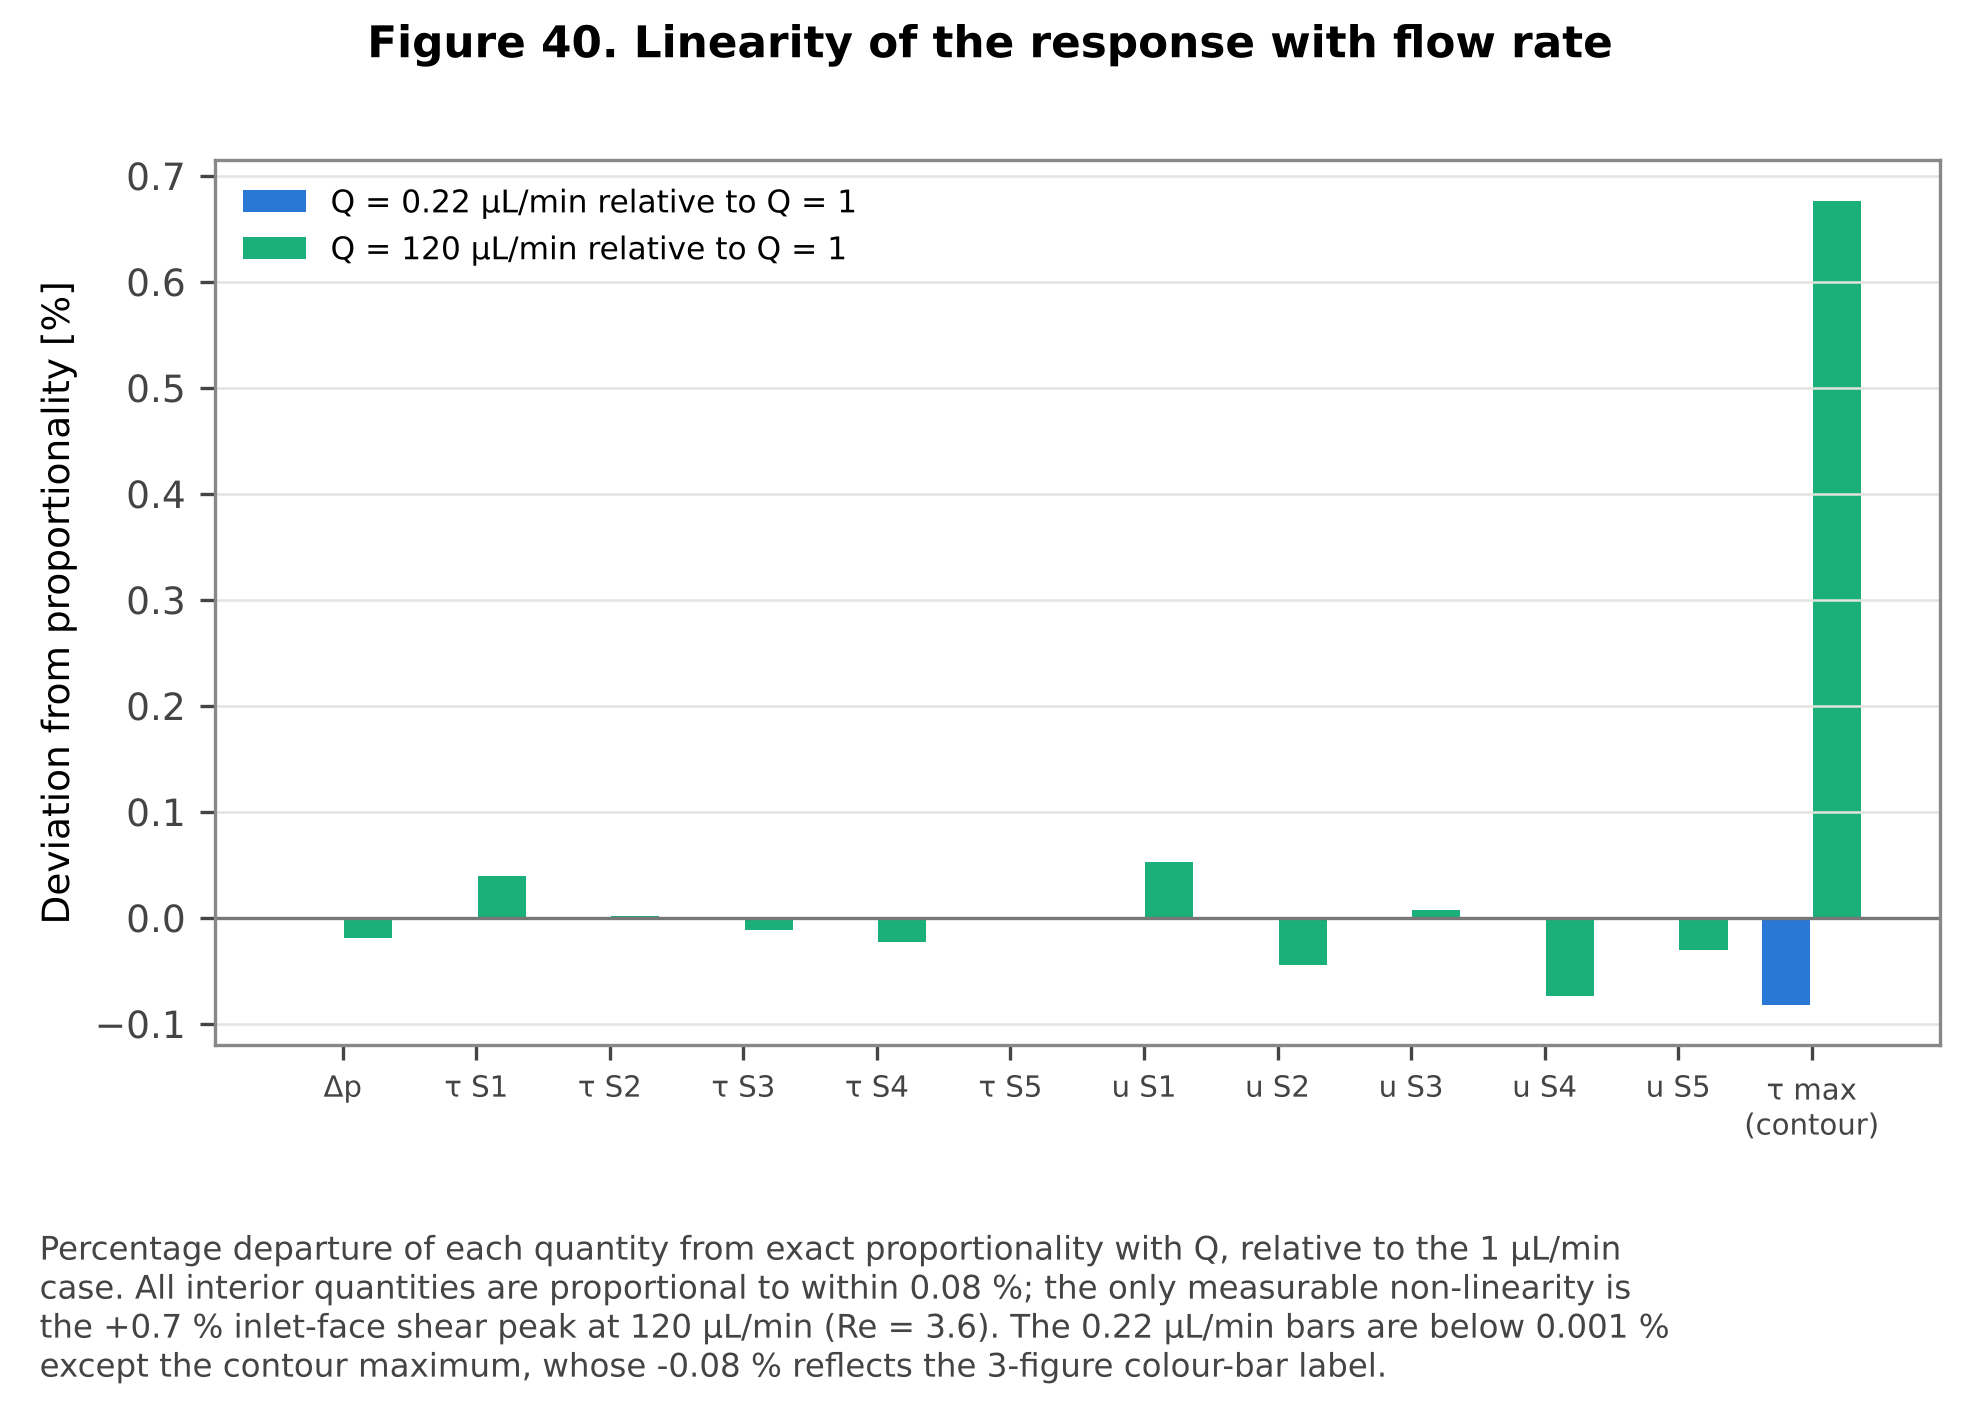 Figure 40. Linearity of the response with flow rate
Q = 0.22 µL/min relative to Q = 1
Q = 120 µL/min relative to Q = 1
Deviation from proportionality [%]
0.7
0.6
0.5
0.4
0.3
0.2
0.1
0.0
−0.1
Δp
τ S1
τ S2
τ S3
τ S4
τ S5
u S1
u S2
u S3
u S4
u S5
τ max
(contour)
Percentage departure of each quantity from exact proportionality with Q, relative to the 1 µL/min
case. All interior quantities are proportional to within 0.08 %; the only measurable non-linearity is
the +0.7 % inlet-face shear peak at 120 µL/min (Re = 3.6). The 0.22 µL/min bars are below 0.001 %
except the contour maximum, whose -0.08 % reflects the 3-figure colour-bar label.